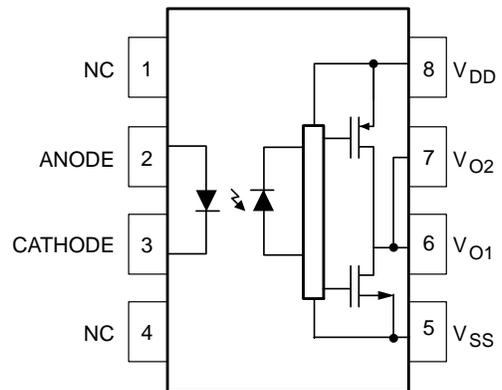 NC 1
8 VDD
ANODE 2
7 VO2
CATHODE 3
6 VO1
NC 4
5 VSS